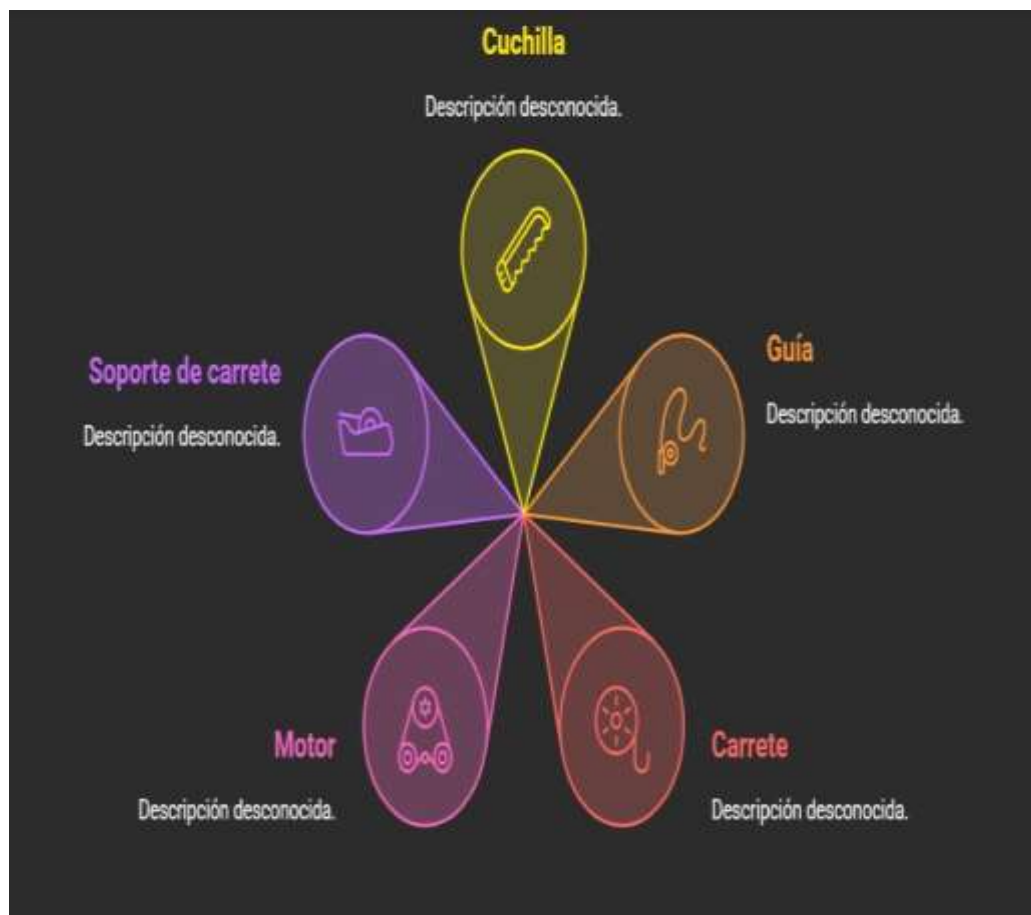 Cuchilla
Descripción desconocida.
Guía
Descripción desconocida.
Soporte de carrete
Descripción desconocida.
Motor
Descripción desconocida.
Carrete
Descripción desconocida.